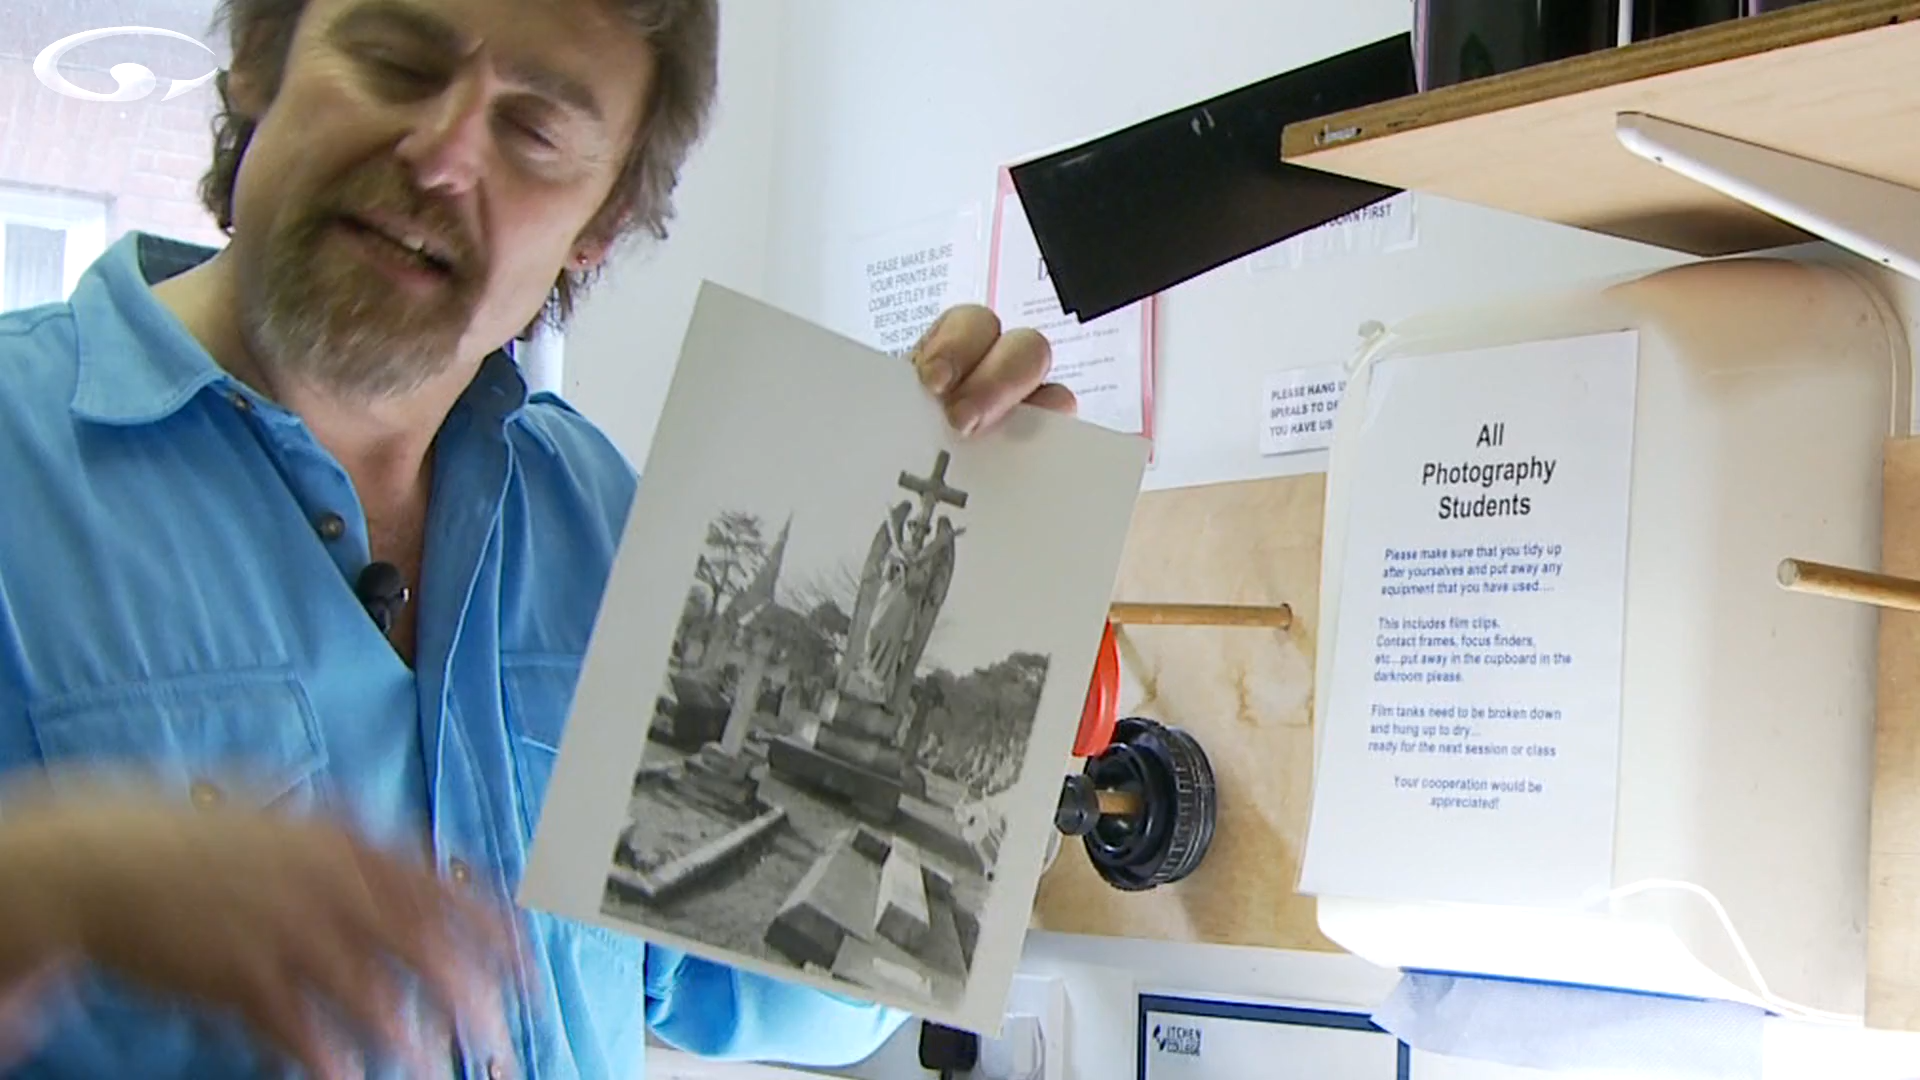 PLEASE MAKE SURE
YOUR PRINTS ARE
COMPLETLEY WET
BEFORE USING
THIS DRYER
FIRST
PLEASE HANG
SPIRALS TO
YOU HAVE
All
Photography
Students
Please make sure that you tidy up
after yourselves and put away any
equipment that you have used....
This includes film clips.
Contact frames, focus finders,
etc...put away in the cupboard in the
darkroom please.
Film tanks need to be broken down
and hung up to dry...
ready for the next session or class
Your cooperation would be
appreciated!
ITCHEN
COLLEGE